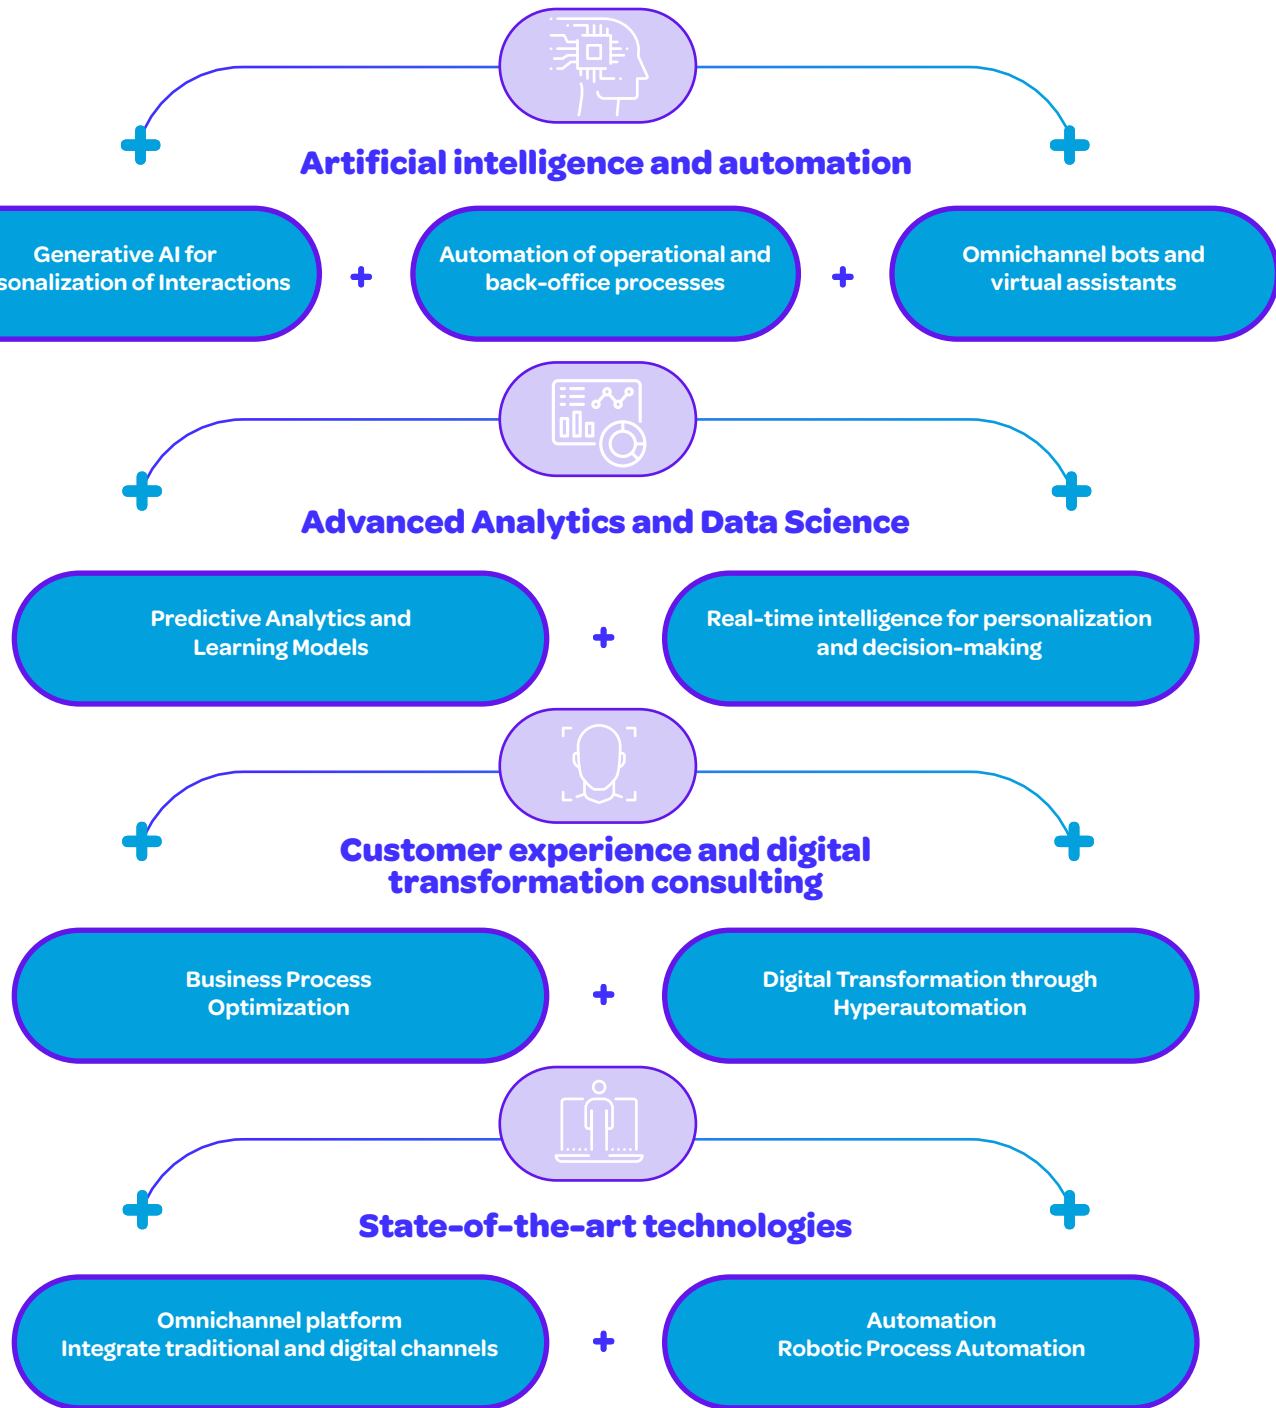 Artificial intelligence and automation
Generative AI for
sonalization of Interactions
Automation of operational and
back-office processes
Omnichannel bots and
virtual assistants
Advanced Analytics and Data Science
Predictive Analytics and
Learning Models
Real-time intelligence for personalization
and decision-making
Customer experience and digital
transformation consulting
Business Process
Optimization
Digital Transformation through
Hyperautomation
State-of-the-art technologies
Omnichannel platform
Integrate traditional and digital channels
Automation
Robotic Process Automation